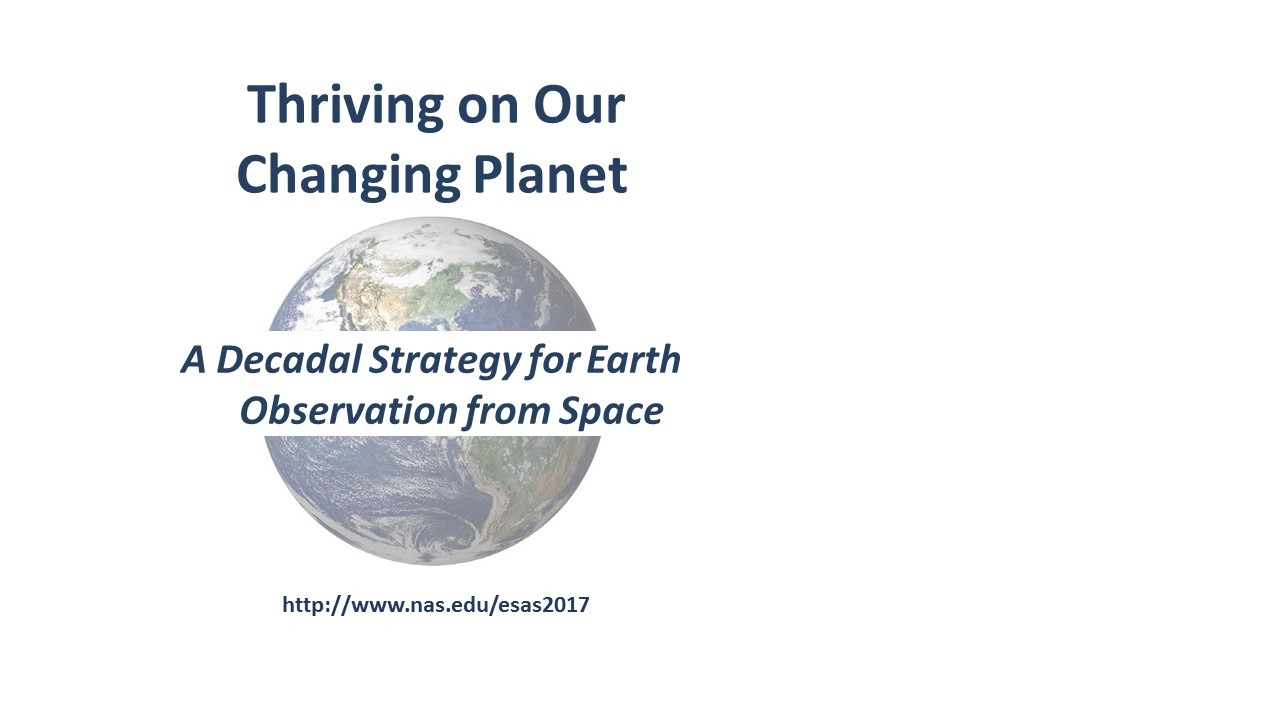 Thriving on Our
Changing Planet
A Decadal Strategy for Earth
Observation from Space
http://www.nas.edu/esas2017